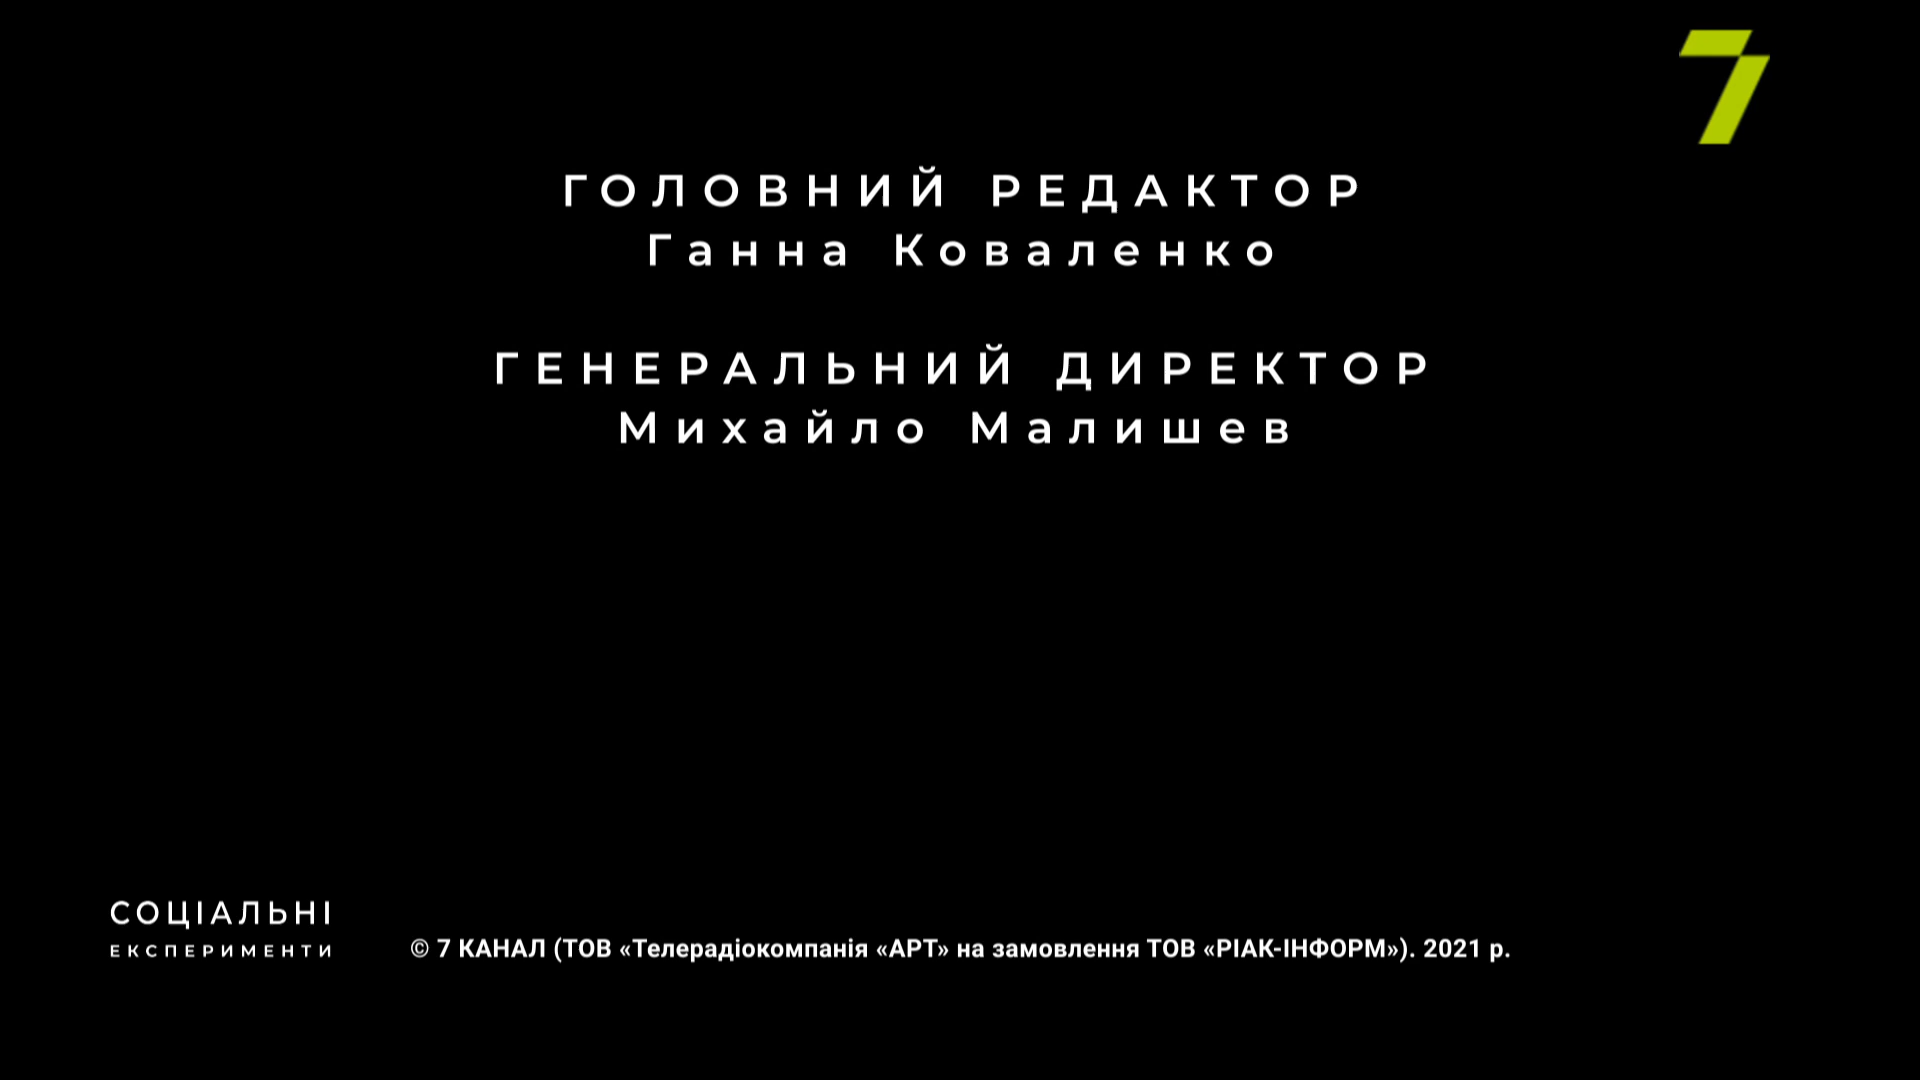 7
ГОЛОВНИЙ РЕДАКТОР
Ганна Коваленко
ГЕНЕРАЛЬНИЙ ДИРЕКТОР
Михайло Малишев
СОЦІАЛЬНІ
ЕКСПЕРИМЕНТИ
© 7 КАНАЛ (ТОВ «Телерадіокомпанія «АРТ» на замовлення ТОВ «РІАК-ІНФОРМ»). 2021 р.